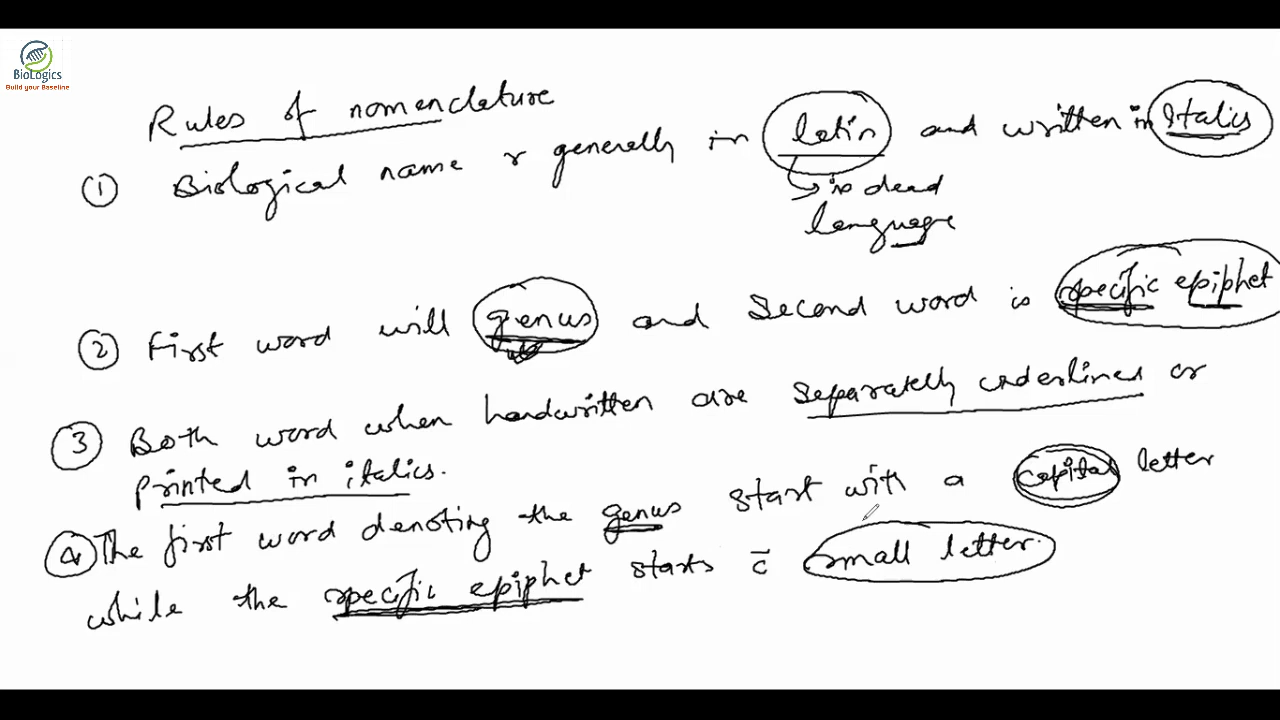 BioLogics
Build your Baseline
Rules of nomenclature
① Biological name r generally in latin and written in Italics
is dead
language
② First word will genus and Second word is specific epiphet
③ Both word when handwritten are separately underlined or
printed in italics.
④ The first word denoting the genus start with a capital letter
while the specific epiphet starts c̄ small letter.